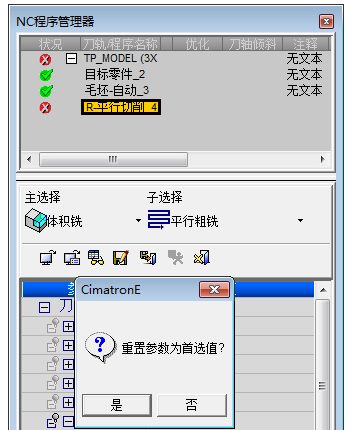 NC程序管理器
状况 刀轨/程序名称 优化 刀轴倾斜 注释
TP_MODEL (3X 无文本
目标零件_2 无文本
毛坯-自动_3 无文本
R-平行切削_4
主选择 子选择
体积铣 平行粗铣
刀
CimatronE
重置参数为首选值?
是 否